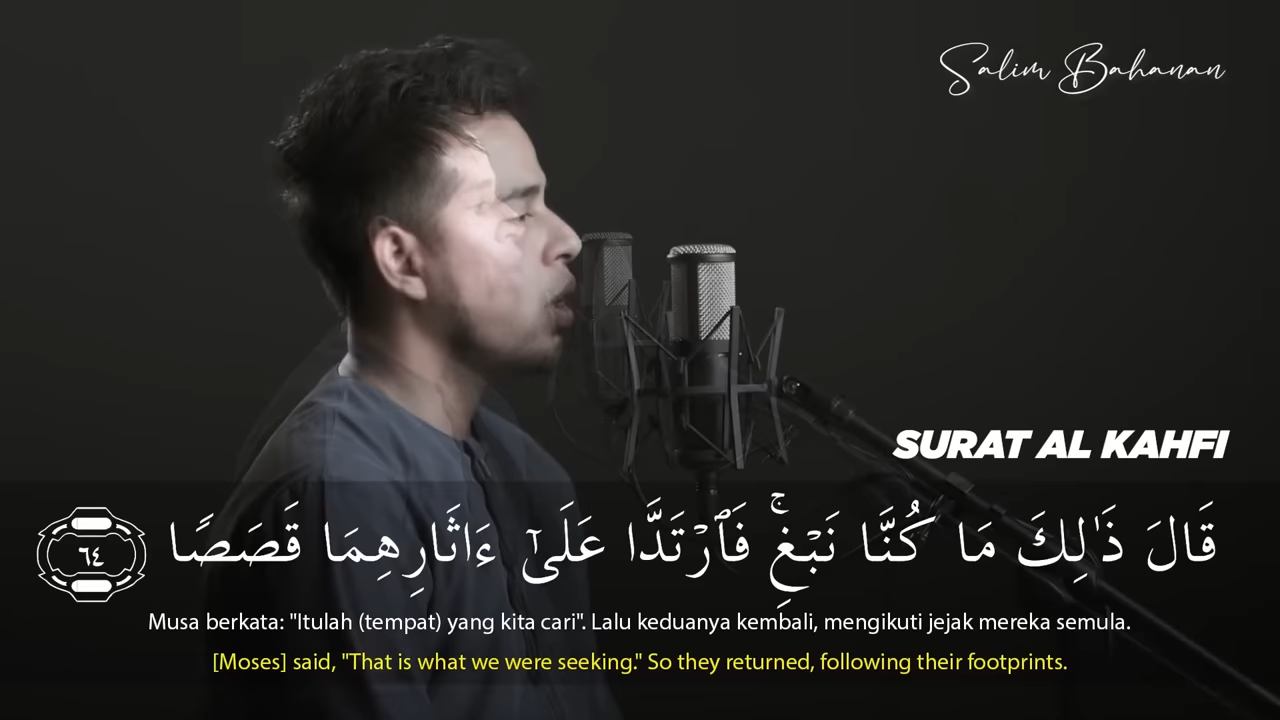 Salim Bahanan
SURAT AL KAHFI
قَالَ ذَٰلِكَ مَا كُنَّا نَبْغِ ۚ فَٱرْتَدَّا عَلَىٰٓ ءَاثَارِهِمَا قَصَصًا ٦٤
Musa berkata: "Itulah (tempat) yang kita cari". Lalu keduanya kembali, mengikuti jejak mereka semula.
[Moses] said, "That is what we were seeking." So they returned, following their footprints.